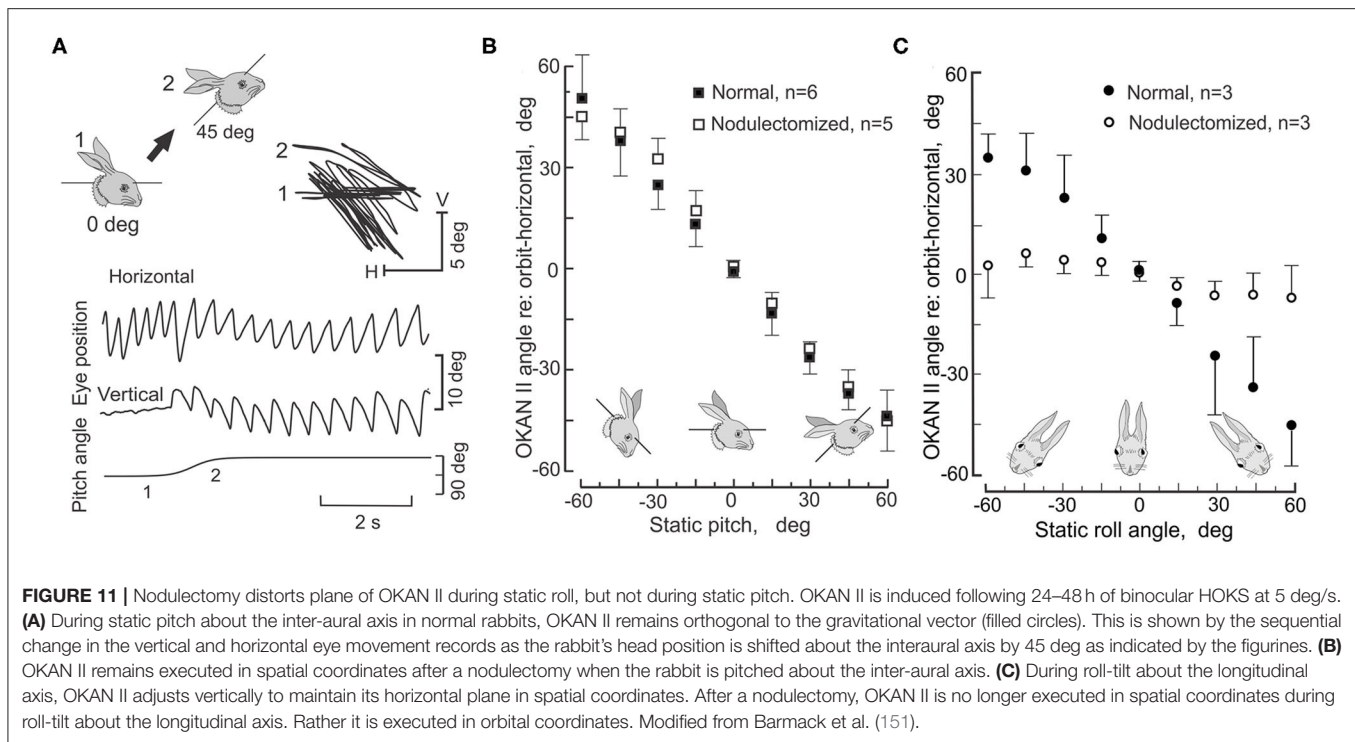 A
1
2
0 deg
45 deg
2
1
V
H
5 deg
Horizontal
Eye position
10 deg
Vertical
Pitch angle
1
2
90 deg
2 s
B
OKAN II angle re: orbit-horizontal, deg
60
30
0
-30
-60
Normal, n=6
Nodulectomized, n=5
-60
-30
0
30
60
Static pitch, deg
C
OKAN II angle re: orbit-horizontal, deg
60
30
0
-30
-60
Normal, n=3
Nodulectomized, n=3
-60
-30
0
30
60
Static roll angle, deg
FIGURE 11 | Nodulectomy distorts plane of OKAN II during static roll, but not during static pitch. OKAN II is induced following 24–48 h of binocular HOKS at 5 deg/s.
(A) During static pitch about the inter-aural axis in normal rabbits, OKAN II remains orthogonal to the gravitational vector (filled circles). This is shown by the sequential
change in the vertical and horizontal eye movement records as the rabbit's head position is shifted about the interaural axis by 45 deg as indicated by the figurines. (B)
OKAN II remains executed in spatial coordinates after a nodulectomy when the rabbit is pitched about the inter-aural axis. (C) During roll-tilt about the longitudinal
axis, OKAN II adjusts vertically to maintain its horizontal plane in spatial coordinates. After a nodulectomy, OKAN II is no longer executed in spatial coordinates during
roll-tilt about the longitudinal axis. Rather it is executed in orbital coordinates. Modified from Barmack et al. (151).